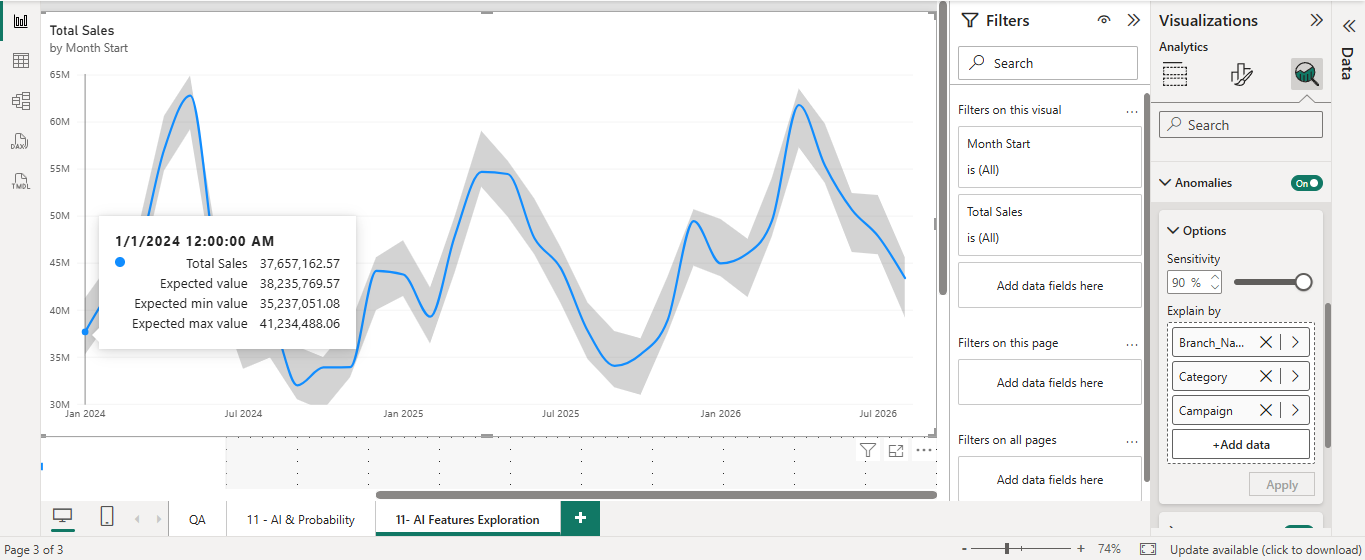 Total Sales
by Month Start
65M
60M
55M
50M
45M
40M
35M
30M
Jan 2024
Jul 2024
Jan 2025
Jul 2025
Jan 2026
Jul 2026
1/1/2024 12:00:00 AM
Total Sales 37,657,162.57
Expected value 38,235,769.57
Expected min value 35,237,051.08
Expected max value 41,234,488.06
DAX
TMDL
Filters
Search
Filters on this visual ...
Month Start
is (All)
Total Sales
is (All)
Add data fields here
Filters on this page ...
Add data fields here
Filters on all pages ...
Add data fields here
Visualizations
Analytics
Search
Anomalies On
Options
Sensitivity
90 %
Explain by
Branch_Na...
Category
Campaign
+Add data
Apply
Data
QA
11 - AI & Probability
11- AI Features Exploration
+
Page 3 of 3
- + 74%
Update available (click to download)